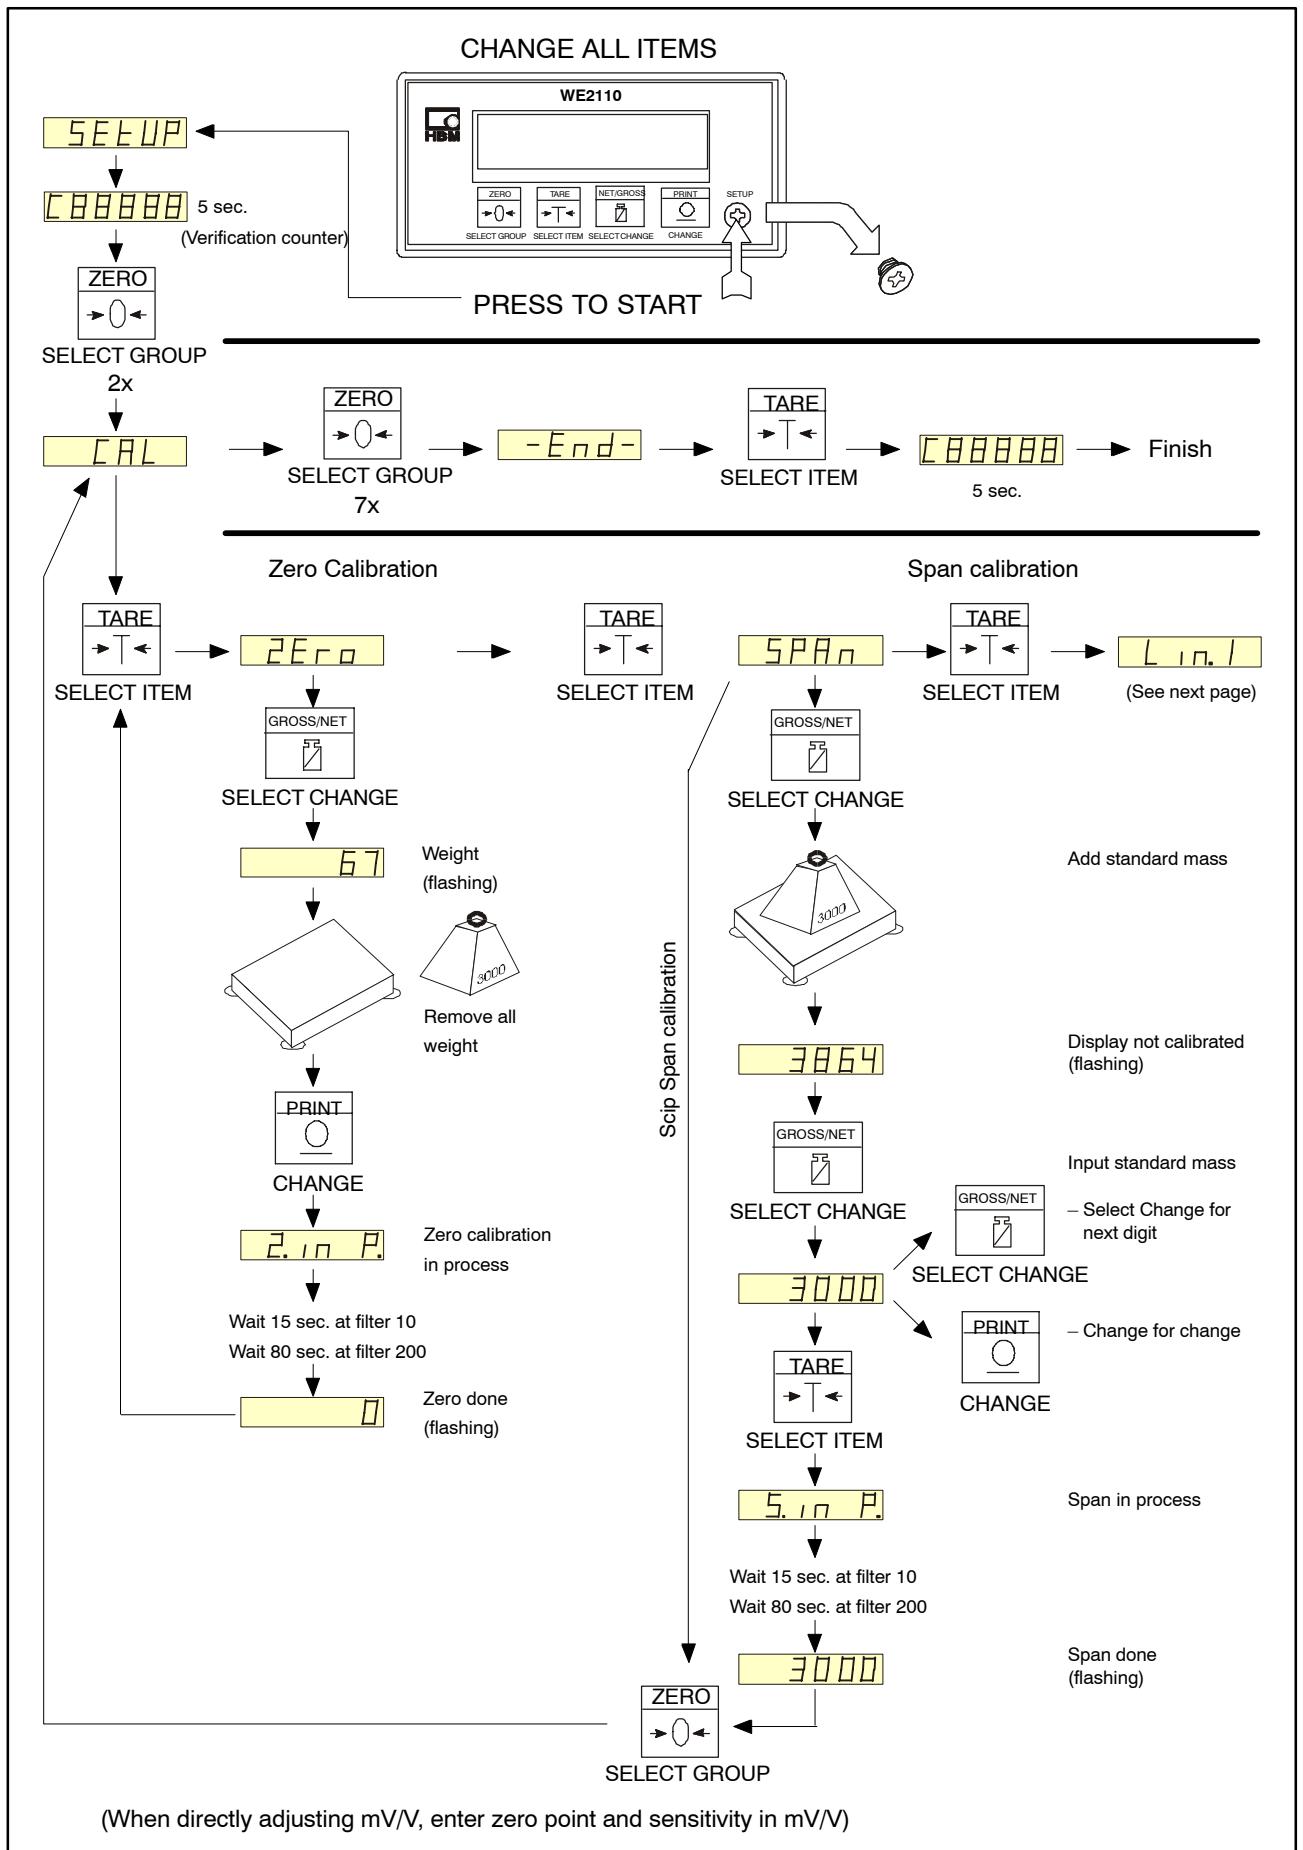 CHANGE ALL ITEMS
WE2110
HBM
ZERO
TARE
NET/GROSS
PRINT
SETUP
0
T
SELECT GROUP
SELECT ITEM
SELECT CHANGE
CHANGE
PRESS TO START
SEtUP
C88888
5 sec.
(Verification counter)
ZERO
0
SELECT GROUP
2x
CAL
ZERO
0
SELECT GROUP
7x
-End-
TARE
T
SELECT ITEM
C88888
5 sec.
Finish
Zero Calibration
Span calibration
TARE
T
SELECT ITEM
2Ero
TARE
T
SELECT ITEM
SPAn
TARE
T
SELECT ITEM
Lin.1
(See next page)
GROSS/NET
SELECT CHANGE
67
Weight
(flashing)
3000
Remove all
weight
PRINT
CHANGE
2.in P.
Zero calibration
in process
Wait 15 sec. at filter 10
Wait 80 sec. at filter 200
0
Zero done
(flashing)
Scip Span calibration
GROSS/NET
SELECT CHANGE
3000
Add standard mass
3864
Display not calibrated
(flashing)
GROSS/NET
SELECT CHANGE
Input standard mass
GROSS/NET
SELECT CHANGE
– Select Change for
next digit
3000
PRINT
CHANGE
– Change for change
TARE
T
SELECT ITEM
S.in P.
Span in process
Wait 15 sec. at filter 10
Wait 80 sec. at filter 200
3000
Span done
(flashing)
ZERO
0
SELECT GROUP
(When directly adjusting mV/V, enter zero point and sensitivity in mV/V)